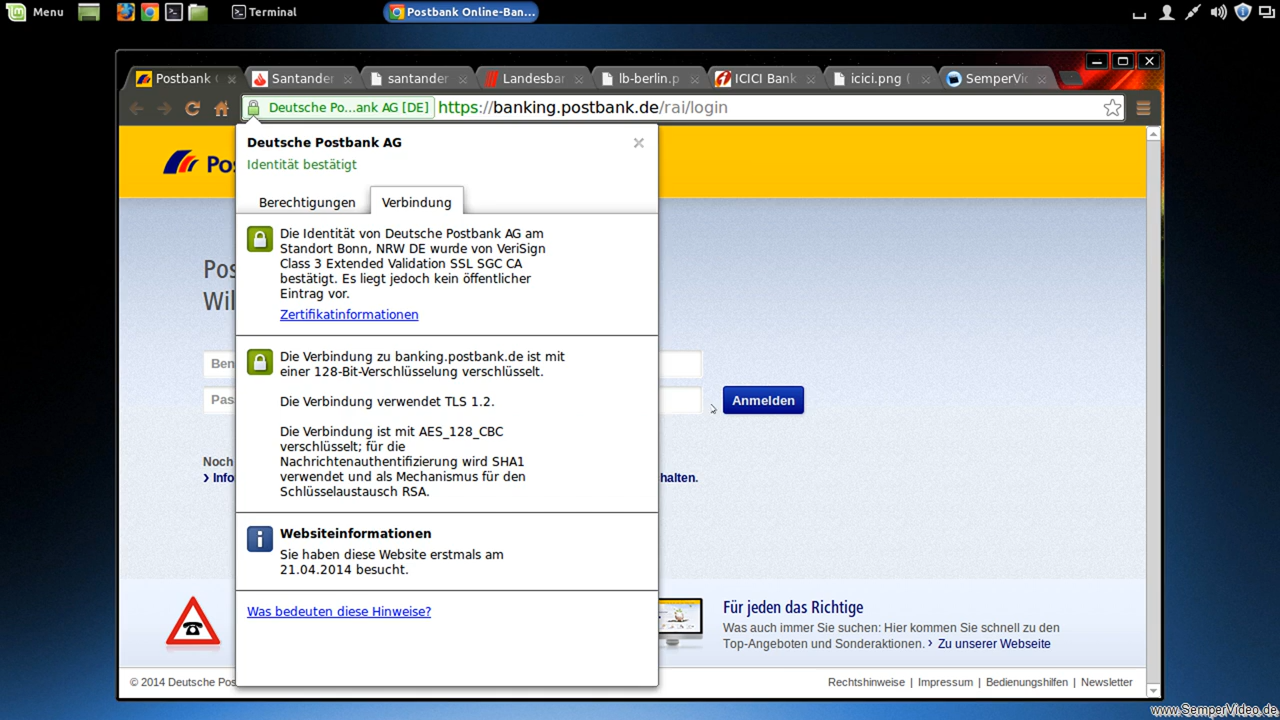 Menu
Terminal
Postbank Online-Ban...
Postbank
Santander
santander
Landesba
lb-berlin.p
ICICI Bank
icici.png (
SemperVi
Deutsche Po...ank AG [DE]
https://banking.postbank.de/rai/login
Deutsche Postbank AG
Identität bestätigt
Berechtigungen
Verbindung
Die Identität von Deutsche Postbank AG am
Standort Bonn, NRW DE wurde von VeriSign
Class 3 Extended Validation SSL SGC CA
bestätigt. Es liegt jedoch kein öffentlicher
Eintrag vor.
Zertifikatinformationen
Die Verbindung zu banking.postbank.de ist mit
einer 128-Bit-Verschlüsselung verschlüsselt.
Die Verbindung verwendet TLS 1.2.
Die Verbindung ist mit AES_128_CBC
verschlüsselt; für die
Nachrichtenauthentifizierung wird SHA1
verwendet und als Mechanismus für den
Schlüsselaustausch RSA.
Websiteinformationen
Sie haben diese Website erstmals am
21.04.2014 besucht.
Was bedeuten diese Hinweise?
Pos
Pos
Wil
Ben
Pas
Anmelden
Noch
› Info
halten.
Für jeden das Richtige
Was auch immer Sie suchen: Hier kommen Sie schnell zu den
Top-Angeboten und Sonderaktionen. › Zu unserer Webseite
© 2014 Deutsche Pos
Rechtshinweise | Impressum | Bedienungshilfen | Newsletter
www.SemperVideo.de